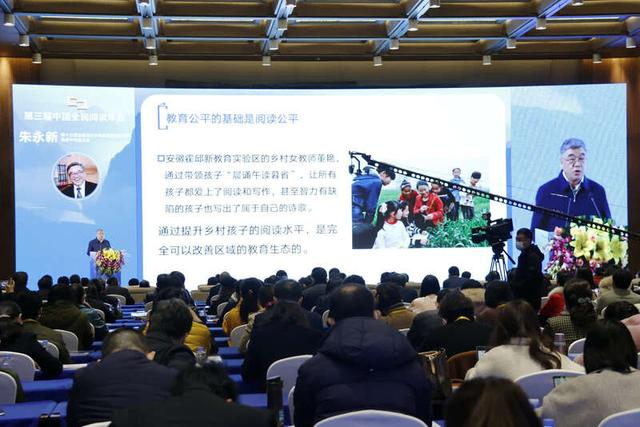 第三届中国全民阅读年会
朱永新
教育公平的基础是阅读公平
安徽霍邱新教育实验区的乡村女教师董艳，
通过带领孩子“晨诵午读暮省”，让所有
孩子都爱上了阅读和写作，甚至智力有缺
陷的孩子也写出了属于自己的诗歌。
通过提升乡村孩子的阅读水平，是完
全可以改善区域的教育生态的。